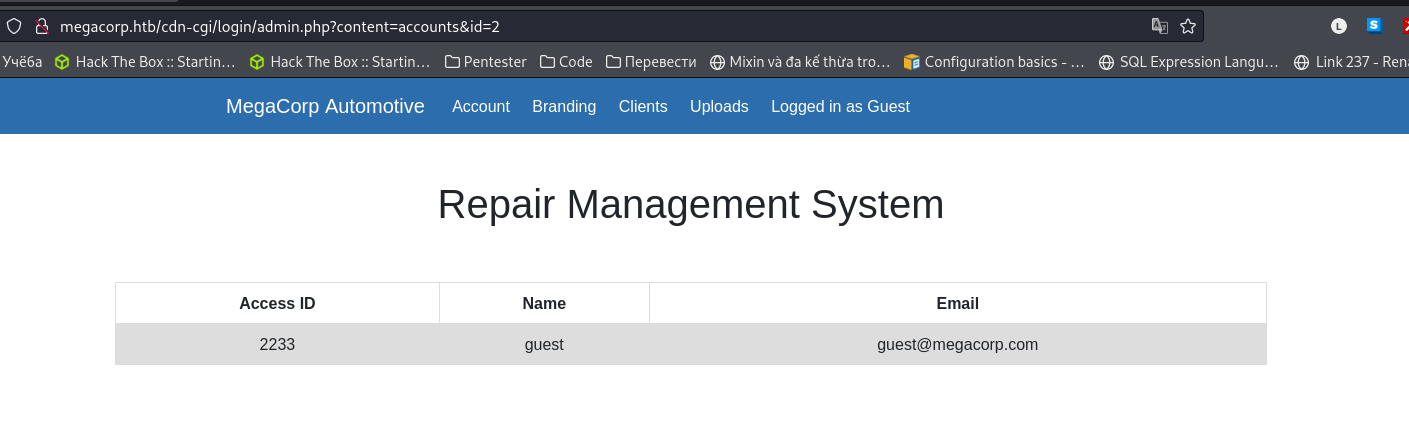 megacorp.htb/cdn-cgi/login/admin.php?content=accounts&id=2
Учёба Hack The Box :: Startin… Hack The Box :: Startin… Pentester Code Перевести Mixin và đa kế thừa tro… Configuration basics - … SQL Expression Langu… Link 237 - Rena
MegaCorp Automotive Account Branding Clients Uploads Logged in as Guest
Repair Management System
Access ID Name Email
2233 guest guest@megacorp.com